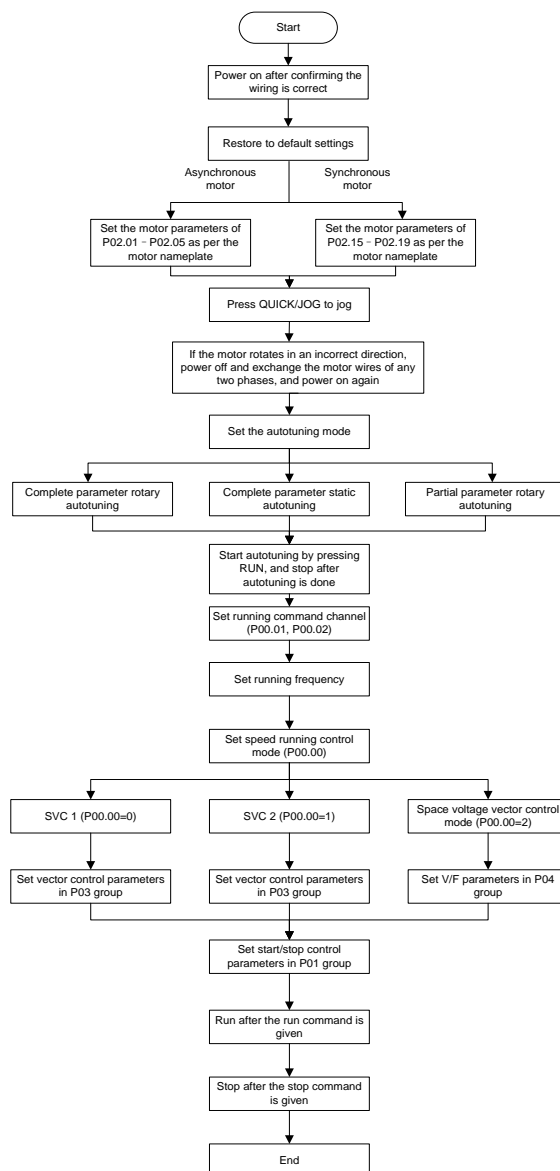 Start
Power on after confirming the
wiring is correct
Restore to default settings
Asynchronous
motor
Synchronous
motor
Set the motor parameters of
P02.01–P02.05 as per the
motor nameplate
Set the motor parameters of
P02.15–P02.19 as per the
motor nameplate
Press QUICK/JOG to jog
If the motor rotates in an incorrect direction,
power off and exchange the motor wires of any
two phases, and power on again
Set the autotuning mode
Complete parameter rotary
autotuning
Complete parameter static
autotuning
Partial parameter rotary
autotuning
Start autotuning by pressing
RUN, and stop after
autotuning is done
Set running command channel
(P00.01, P00.02)
Set running frequency
Set speed running control
mode (P00.00)
SVC 1 (P00.00=0)
SVC 2 (P00.00=1)
Space voltage vector control
mode (P00.00=2)
Set vector control parameters
in P03 group
Set vector control parameters
in P03 group
Set V/F parameters in P04
group
Set start/stop control
parameters in P01 group
Run after the run command is
given
Stop after the stop command
is given
End